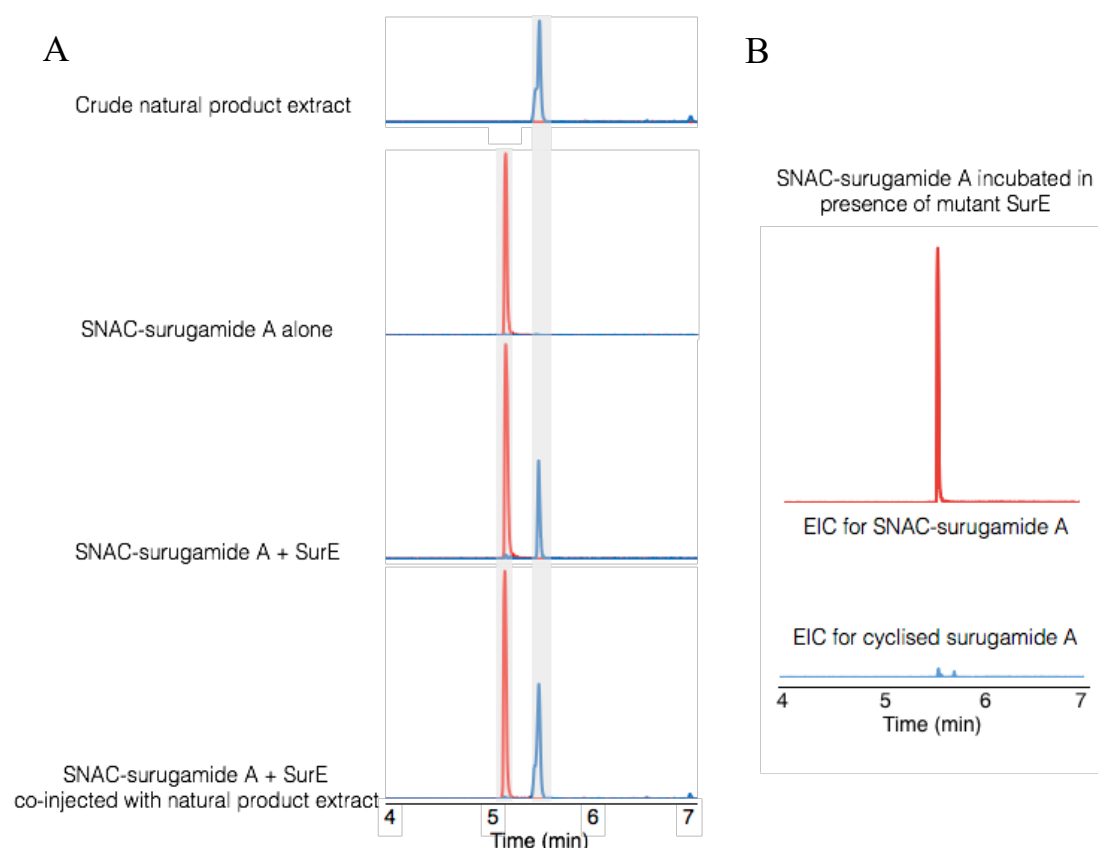 A
B
Crude natural product extract
SNAC-surugamide A alone
SNAC-surugamide A + SurE
SNAC-surugamide A + SurE
co-injected with natural product extract
4 5 6 7
Time (min)
SNAC-surugamide A incubated in
presence of mutant SurE
EIC for SNAC-surugamide A
EIC for cyclised surugamide A
4 5 6 7
Time (min)